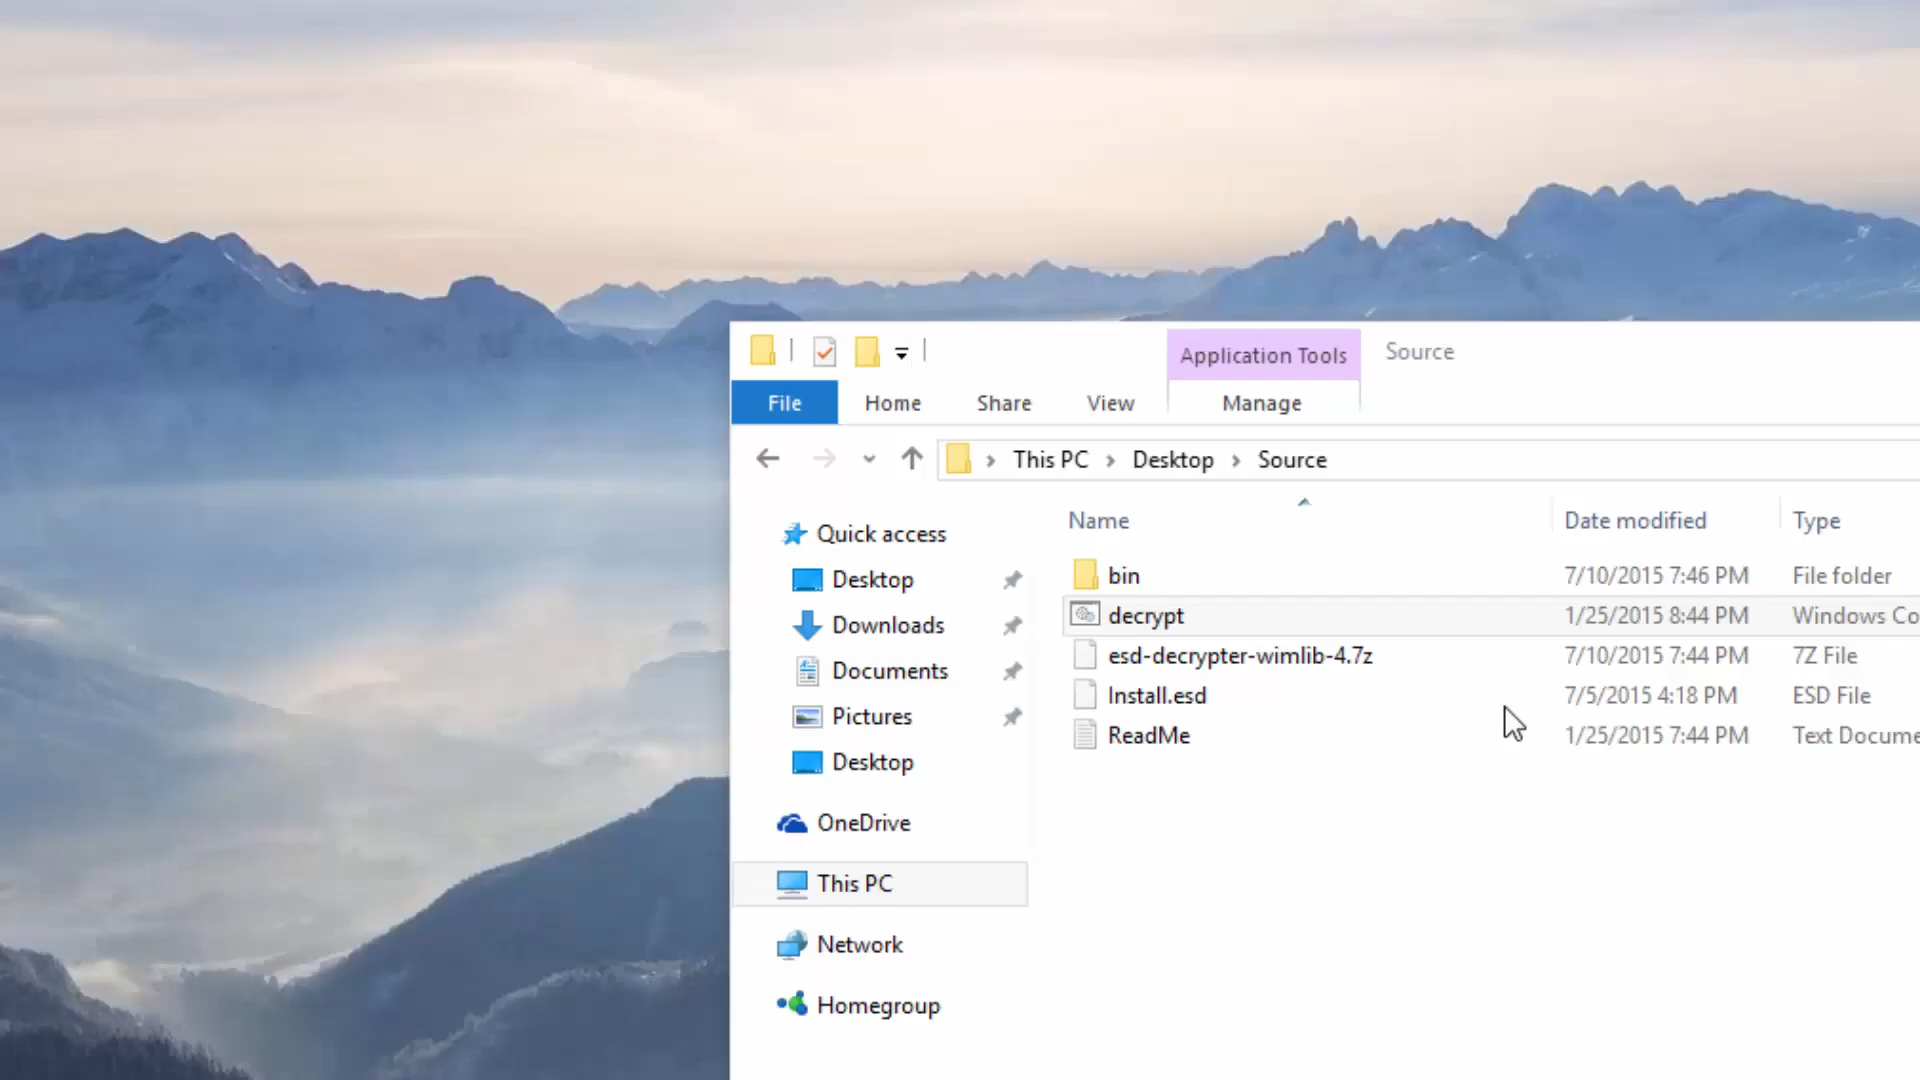 Application Tools
Source
File
Home
Share
View
Manage
This PC
Desktop
Source
Name
Date modified
Type
Quick access
Desktop
Downloads
Documents
Pictures
Desktop
OneDrive
This PC
Network
Homegroup
bin 7/10/2015 7:46 PM File folder
decrypt 1/25/2015 8:44 PM Windows Co
esd-decrypter-wimlib-4.7z 7/10/2015 7:44 PM 7Z File
Install.esd 7/5/2015 4:18 PM ESD File
ReadMe 1/25/2015 7:44 PM Text Docume